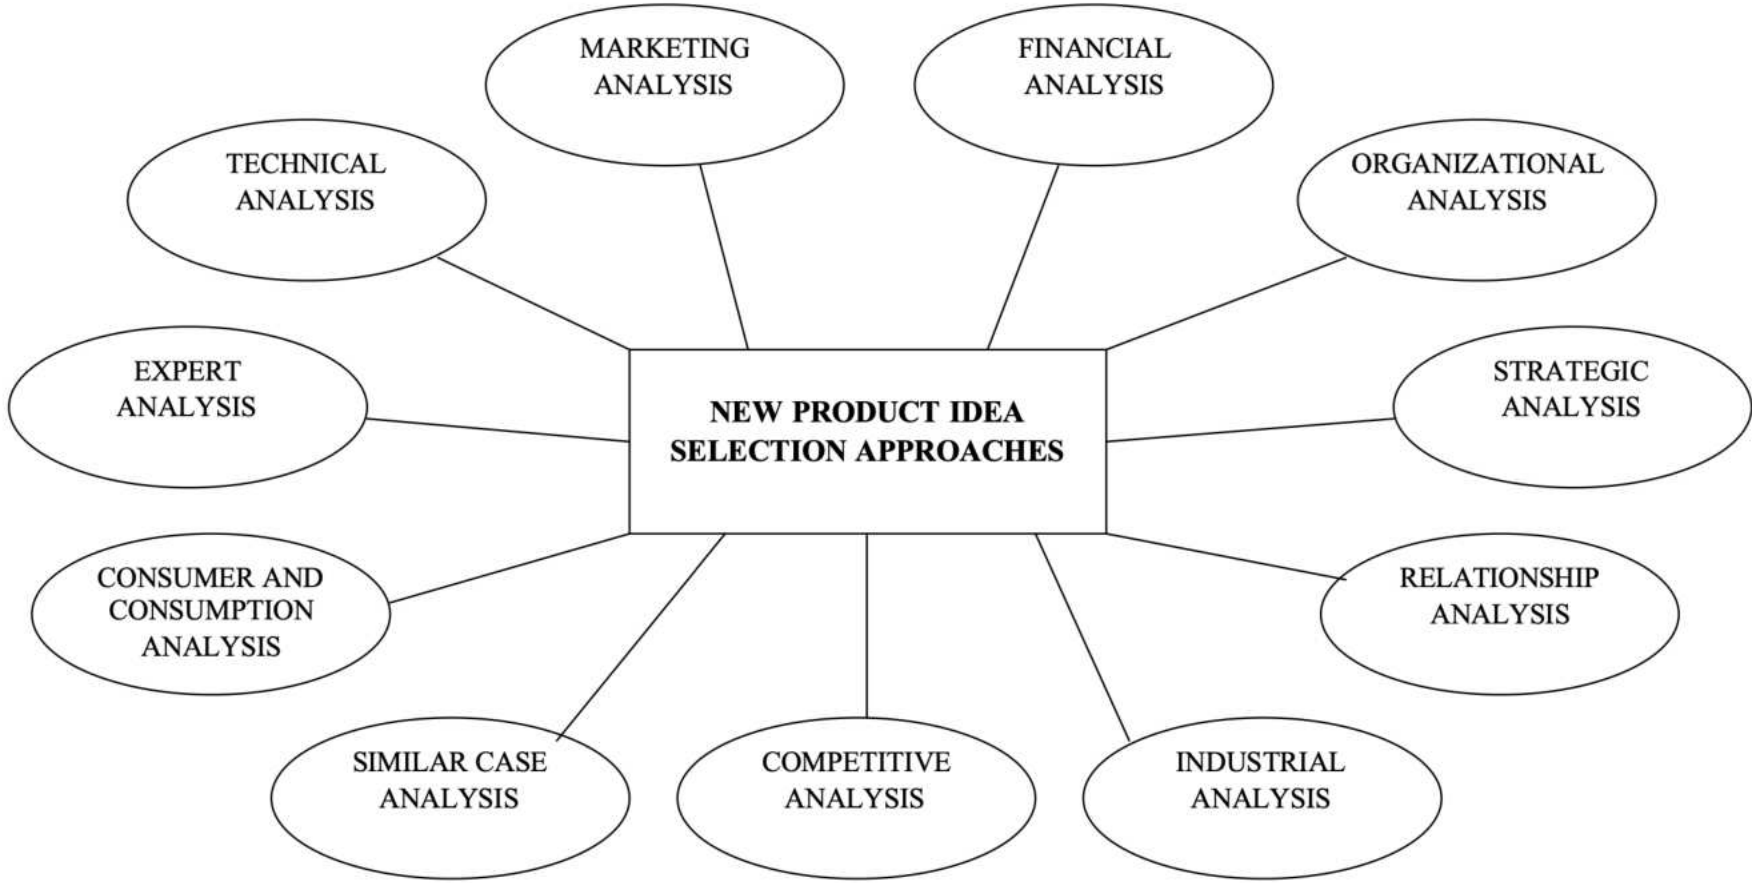 MARKETING
ANALYSIS
FINANCIAL
ANALYSIS
TECHNICAL
ANALYSIS
ORGANIZATIONAL
ANALYSIS
EXPERT
ANALYSIS
STRATEGIC
ANALYSIS
NEW PRODUCT IDEA
SELECTION APPROACHES
CONSUMER AND
CONSUMPTION
ANALYSIS
RELATIONSHIP
ANALYSIS
SIMILAR CASE
ANALYSIS
COMPETITIVE
ANALYSIS
INDUSTRIAL
ANALYSIS